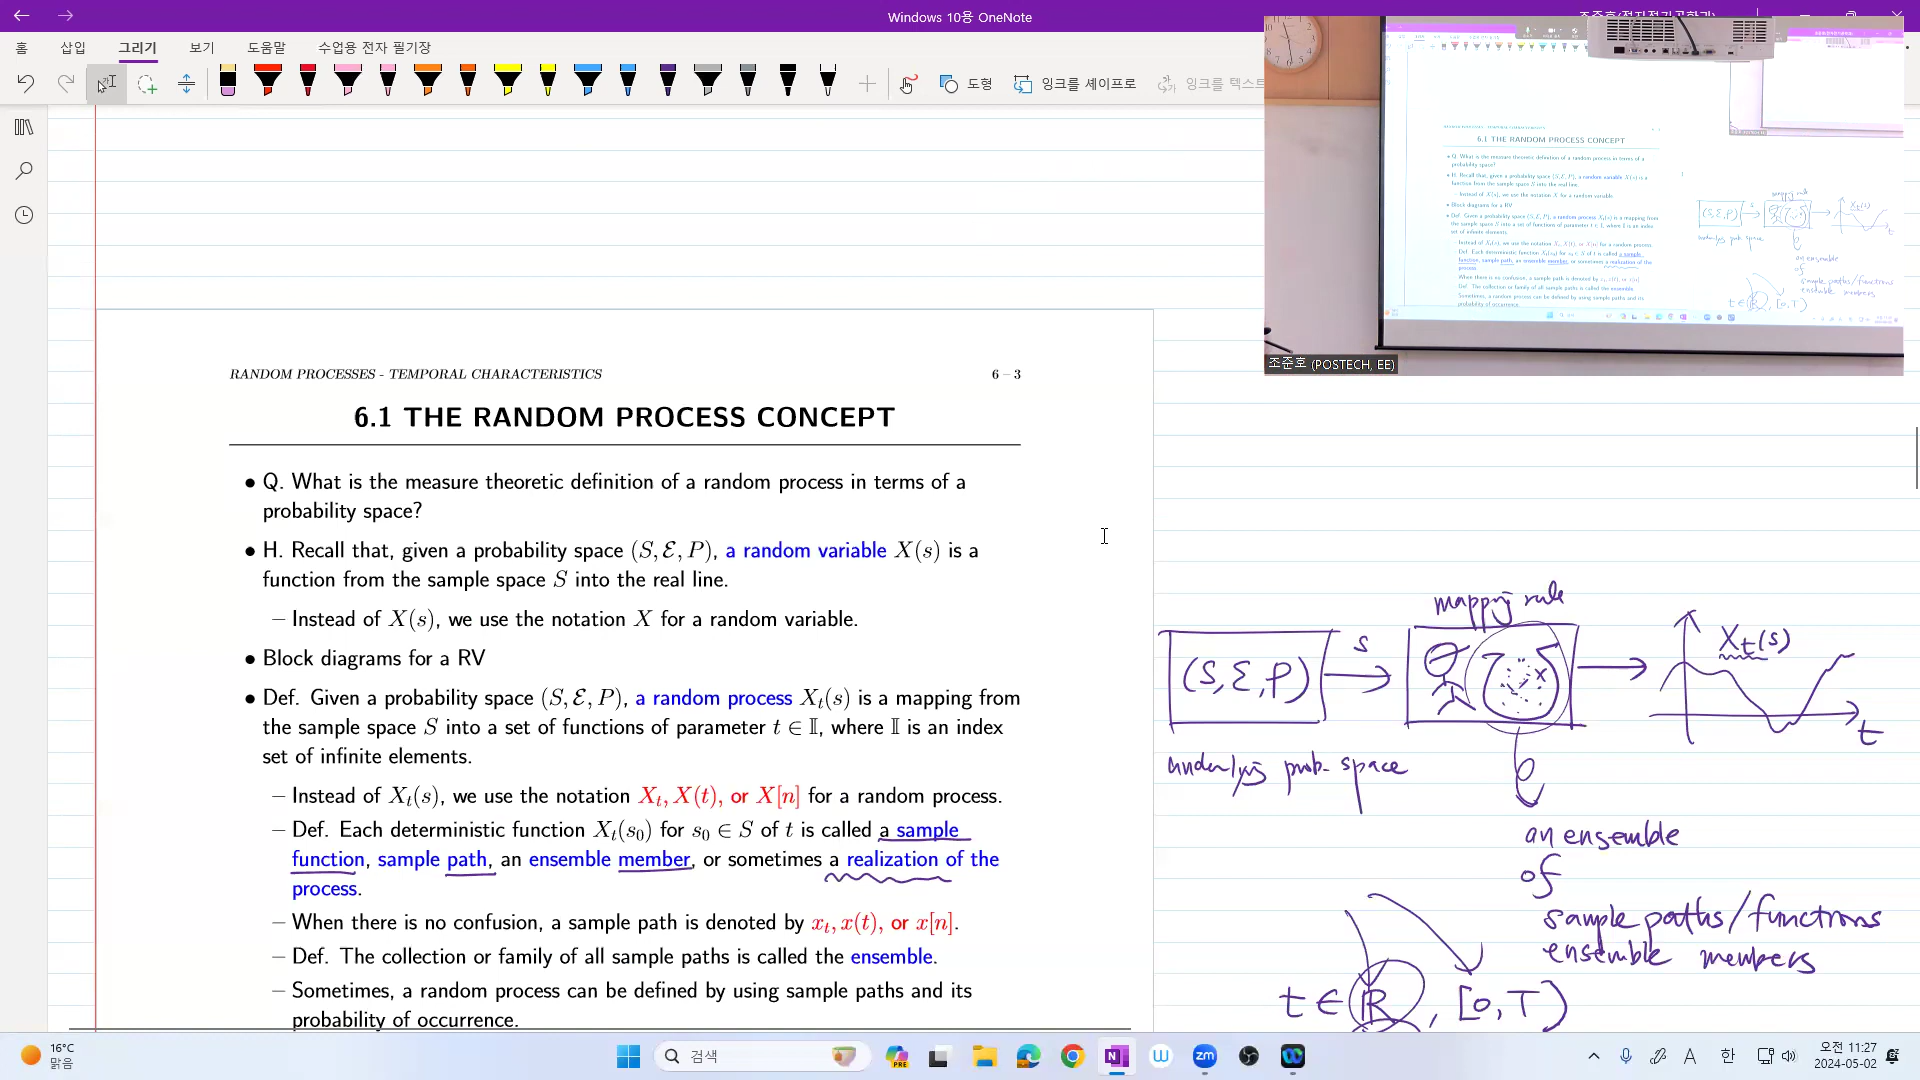 Windows 10용 OneNote
홈 삽입 그리기 보기 도움말 수업용 전자 필기장
도형 잉크를 셰이프로 잉크를 텍스트
조준호 (POSTECH, EE)
RANDOM PROCESSES - TEMPORAL CHARACTERISTICS 6 – 3
6.1 THE RANDOM PROCESS CONCEPT
• Q. What is the measure theoretic definition of a random process in terms of a
probability space?
• H. Recall that, given a probability space (S, ℰ, P), a random variable X(s) is a
function from the sample space S into the real line.
– Instead of X(s), we use the notation X for a random variable.
• Block diagrams for a RV
• Def. Given a probability space (S, ℰ, P), a random process X_t(s) is a mapping from
the sample space S into a set of functions of parameter t ∈ 𝕀, where 𝕀 is an index
set of infinite elements.
– Instead of X_t(s), we use the notation X_t, X(t), or X[n] for a random process.
– Def. Each deterministic function X_t(s_0) for s_0 ∈ S of t is called a sample
function, sample path, an ensemble member, or sometimes a realization of the
process.
– When there is no confusion, a sample path is denoted by x_t, x(t), or x[n].
– Def. The collection or family of all sample paths is called the ensemble.
– Sometimes, a random process can be defined by using sample paths and its
probability of occurrence.
mapping rule
(S, ℰ, P) s X_t(s)
t
underlying prob. space
an ensemble
of
sample paths/functions
ensemble members
t ∈ ℝ, [0, T)
16°C
맑음
검색
PRE
zm
A 한
오전 11:27
2024-05-02